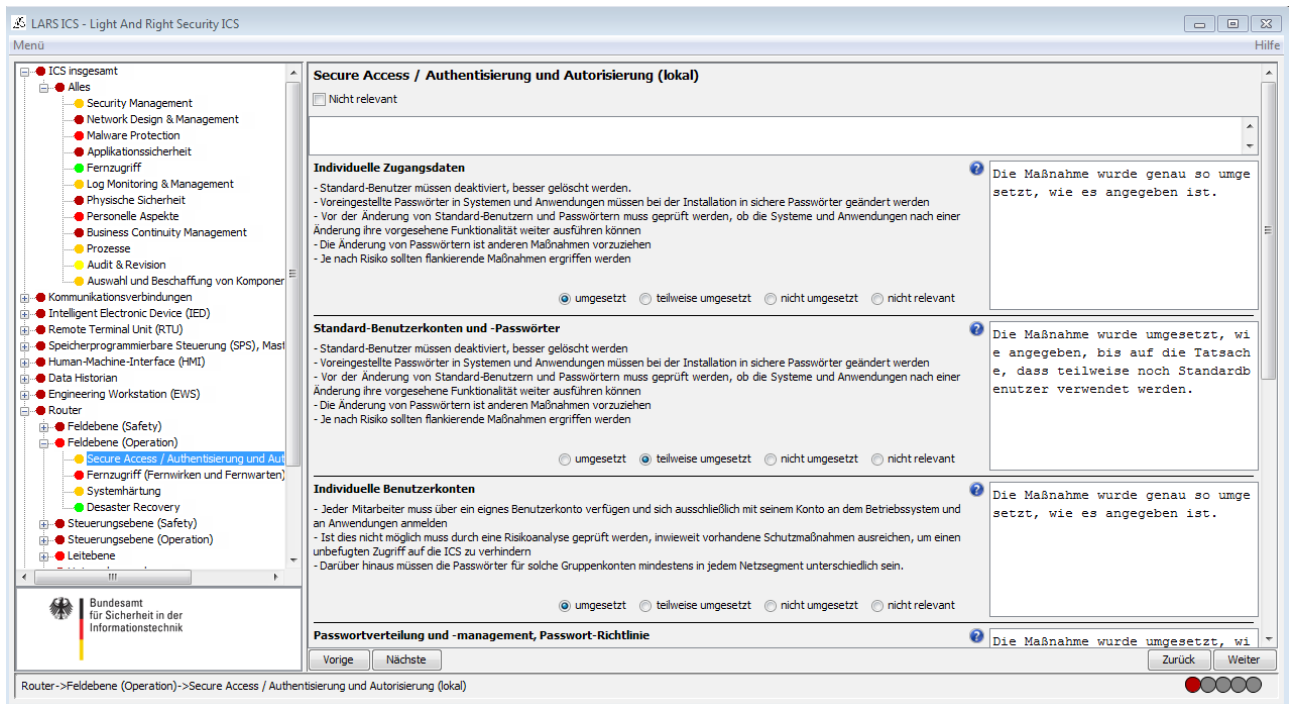 LARS ICS - Light And Right Security ICS
Menü
Hilfe
ICS insgesamt
Alles
Security Management
Network Design & Management
Malware Protection
Applikationssicherheit
Fernzugriff
Log Monitoring & Management
Physische Sicherheit
Personelle Aspekte
Business Continuity Management
Prozesse
Audit & Revision
Auswahl und Beschaffung von Komponer
Kommunikationsverbindungen
Intelligent Electronic Device (IED)
Remote Terminal Unit (RTU)
Speicherprogrammierbare Steuerung (SPS), Mast
Human-Machine-Interface (HMI)
Data Historian
Engineering Workstation (EWS)
Router
Feldebene (Safety)
Feldebene (Operation)
Secure Access / Authentisierung und Aut
Fernzugriff (Fernwirken und Fernwarten)
Systemhärtung
Desaster Recovery
Steuerungsebene (Safety)
Steuerungsebene (Operation)
Leitebene
Bundesamt
für Sicherheit in der
Informationstechnik
Secure Access / Authentisierung und Autorisierung (lokal)
Nicht relevant
Individuelle Zugangsdaten
- Standard-Benutzer müssen deaktiviert, besser gelöscht werden.
- Voreingestellte Passwörter in Systemen und Anwendungen müssen bei der Installation in sichere Passwörter geändert werden
- Vor der Änderung von Standard-Benutzern und Passwörtern muss geprüft werden, ob die Systeme und Anwendungen nach einer
Änderung ihre vorgesehene Funktionalität weiter ausführen können
- Die Änderung von Passwörtern ist anderen Maßnahmen vorzuziehen
- Je nach Risiko sollten flankierende Maßnahmen ergriffen werden
umgesetzt teilweise umgesetzt nicht umgesetzt nicht relevant
Die Maßnahme wurde genau so umge
setzt, wie es angegeben ist.
Standard-Benutzerkonten und -Passwörter
- Standard-Benutzer müssen deaktiviert, besser gelöscht werden
- Voreingestellte Passwörter in Systemen und Anwendungen müssen bei der Installation in sichere Passwörter geändert werden
- Vor der Änderung von Standard-Benutzern und Passwörtern muss geprüft werden, ob die Systeme und Anwendungen nach einer
Änderung ihre vorgesehene Funktionalität weiter ausführen können
- Die Änderung von Passwörtern ist anderen Maßnahmen vorzuziehen
- Je nach Risiko sollten flankierende Maßnahmen ergriffen werden
umgesetzt teilweise umgesetzt nicht umgesetzt nicht relevant
Die Maßnahme wurde umgesetzt, wi
e angegeben, bis auf die Tatsach
e, dass teilweise noch Standardb
enutzer verwendet werden.
Individuelle Benutzerkonten
- Jeder Mitarbeiter muss über ein eignes Benutzerkonto verfügen und sich ausschließlich mit seinem Konto an dem Betriebssystem und
an Anwendungen anmelden
- Ist dies nicht möglich muss durch eine Risikoanalyse geprüft werden, inwieweit vorhandene Schutzmaßnahmen ausreichen, um einen
unbefugten Zugriff auf die ICS zu verhindern
- Darüber hinaus müssen die Passwörter für solche Gruppenkonten mindestens in jedem Netzsegment unterschiedlich sein.
umgesetzt teilweise umgesetzt nicht umgesetzt nicht relevant
Die Maßnahme wurde genau so umge
setzt, wie es angegeben ist.
Passwortverteilung und -management, Passwort-Richtlinie
Die Maßnahme wurde umgesetzt, wi
Vorige Nächste Zurück Weiter
Router->Feldebene (Operation)->Secure Access / Authentisierung und Autorisierung (lokal)